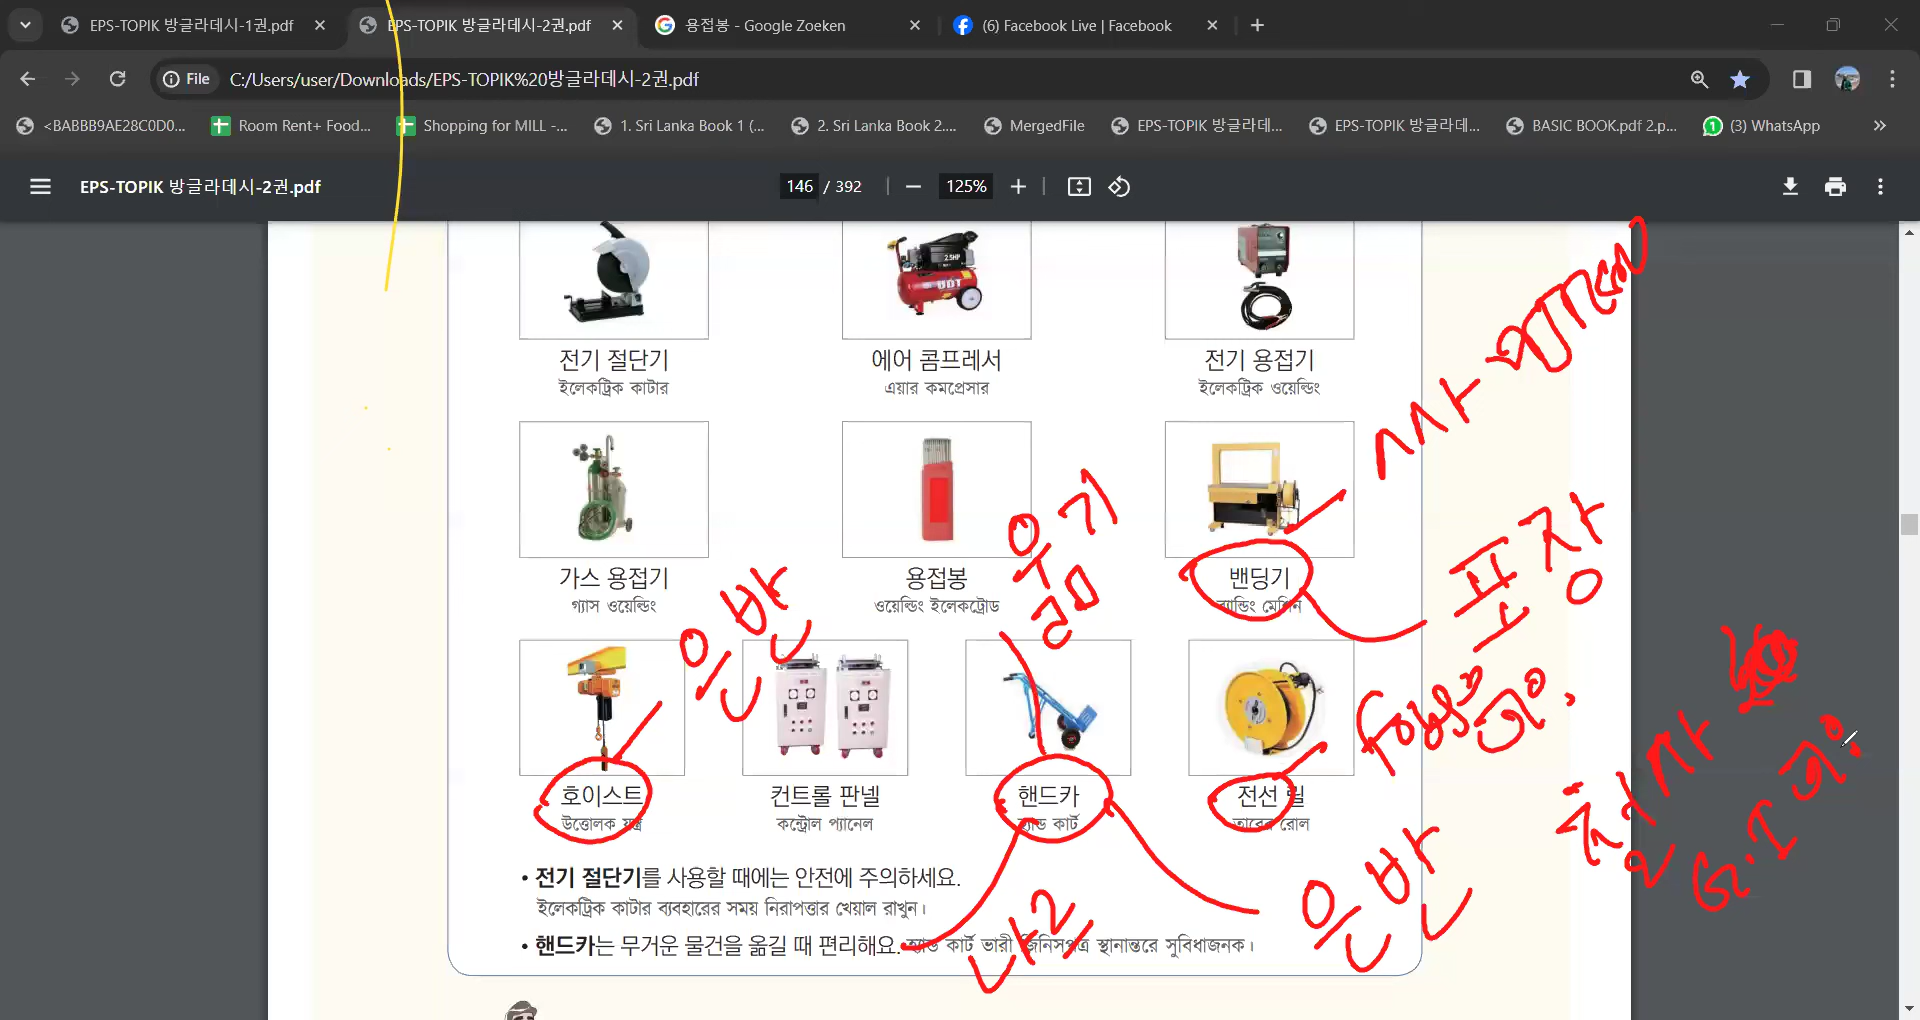 EPS-TOPIK 방글라데시-1권.pdf
EPS-TOPIK 방글라데시-2권.pdf
용접봉 - Google Zoeken
(6) Facebook Live | Facebook
File C:/Users/user/Downloads/EPS-TOPIK%20방글라데시-2권.pdf
<BABBB9AE28C0D0... Room Rent+ Food... Shopping for MILL -... 1. Sri Lanka Book 1 (... 2. Sri Lanka Book 2.... MergedFile EPS-TOPIK 방글라데... EPS-TOPIK 방글라데... BASIC BOOK.pdf 2.p... (3) WhatsApp
EPS-TOPIK 방글라데시-2권.pdf 146 / 392 125%
2.5HP
UDT
전기 절단기 에어 콤프레서 전기 용접기
ইলেকট্রিক কাটার এয়ার কমপ্রেসার ইলেকট্রিক ওয়েল্ডিং
가스 용접기 용접봉 밴딩기
গ্যাস ওয়েল্ডিং ওয়েল্ডিং ইলেকট্রোড ব্যান্ডিং মেশিন
옮기
포장
운반
호이스트 컨트롤 판넬 핸드카 전선 릴
উত্তোলক যন্ত্র কন্ট্রোল প্যানেল হ্যান্ড কার্ট তারের রোল
운반
철사
G.I
• 전기 절단기를 사용할 때에는 안전에 주의하세요.
ইলেকট্রিক কাটার ব্যবহারের সময় নিরাপত্তার খেয়াল রাখুন।
• 핸드카는 무거운 물건을 옮길 때 편리해요. হ্যান্ড কার্ট ভারী জিনিসপত্র স্থানান্তরে সুবিধাজনক।